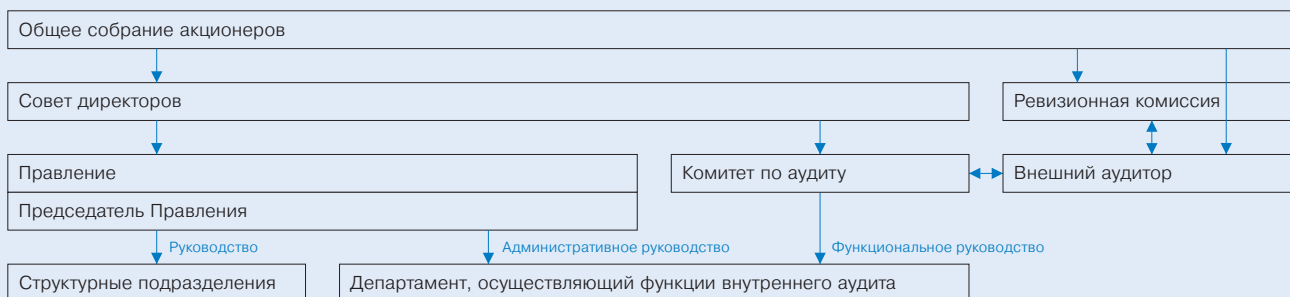 Общее собрание акционеров
Совет директоров
Ревизионная комиссия
Правление
Комитет по аудиту
Внешний аудитор
Председатель Правления
Руководство
Административное руководство
Функциональное руководство
Структурные подразделения
Департамент, осуществляющий функции внутреннего аудита